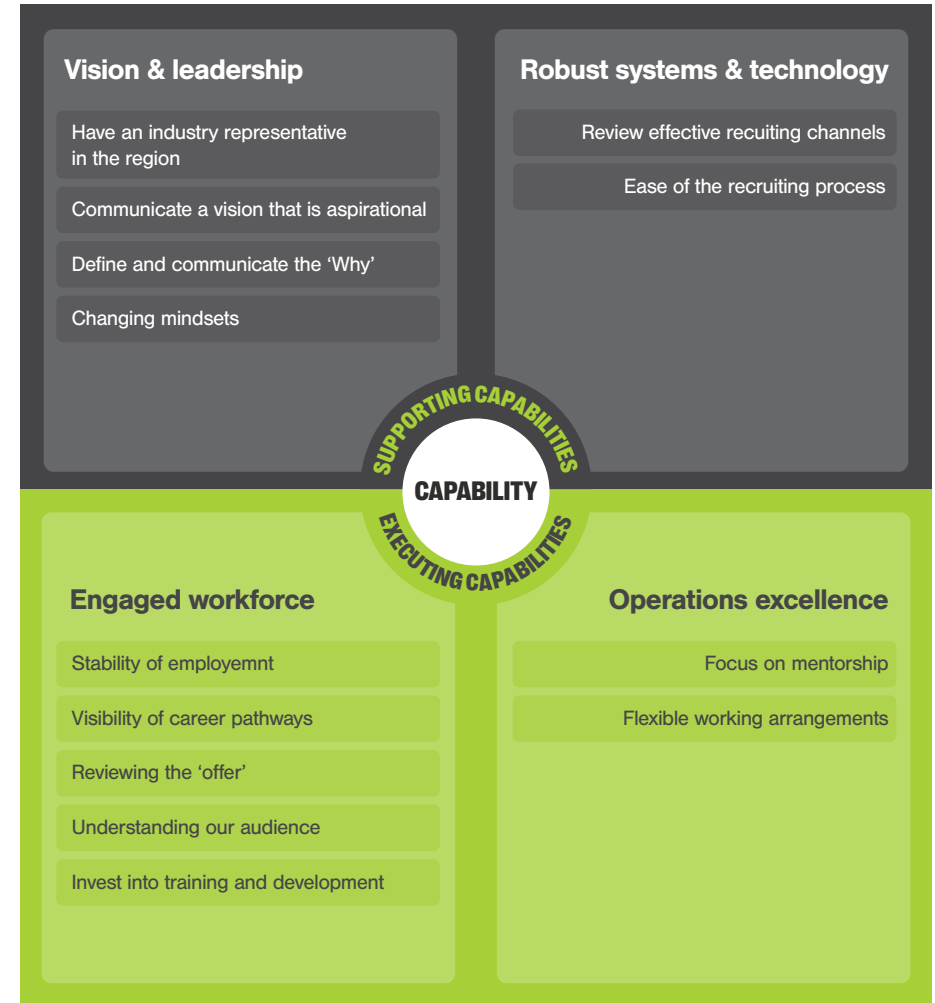 Vision & leadership
Have an industry representative
in the region
Communicate a vision that is aspirational
Define and communicate the ‘Why’
Changing mindsets
Robust systems & technology
Review effective recuiting channels
Ease of the recruiting process
SUPPORTING CAPABILITIES
CAPABILITY
EXECUTING CAPABILITIES
Engaged workforce
Stability of employemnt
Visibility of career pathways
Reviewing the ‘offer’
Understanding our audience
Invest into training and development
Operations excellence
Focus on mentorship
Flexible working arrangements